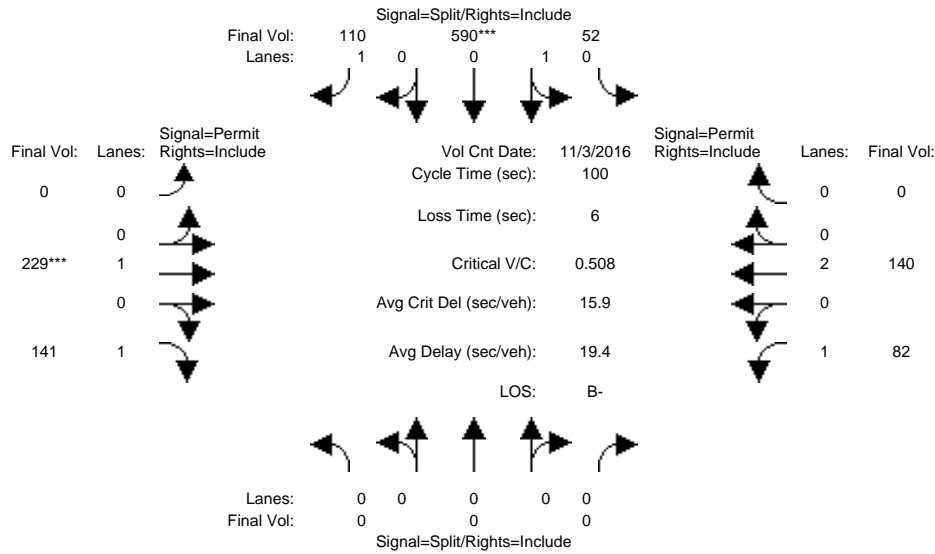 Signal=Split/Rights=Include
Final Vol: 110 590*** 52
Lanes: 1 0 0 1 0
Signal=Permit Signal=Permit
Final Vol: Lanes: Rights=Include Vol Cnt Date: 11/3/2016 Rights=Include Lanes: Final Vol:
Cycle Time (sec): 100
0 0 0 0
Loss Time (sec): 6
0 0
229*** 1 Critical V/C: 0.508 2 140
0 Avg Crit Del (sec/veh): 15.9 0
141 1 Avg Delay (sec/veh): 19.4 1 82
LOS: B-
Lanes: 0 0 0 0 0
Final Vol: 0 0 0
Signal=Split/Rights=Include